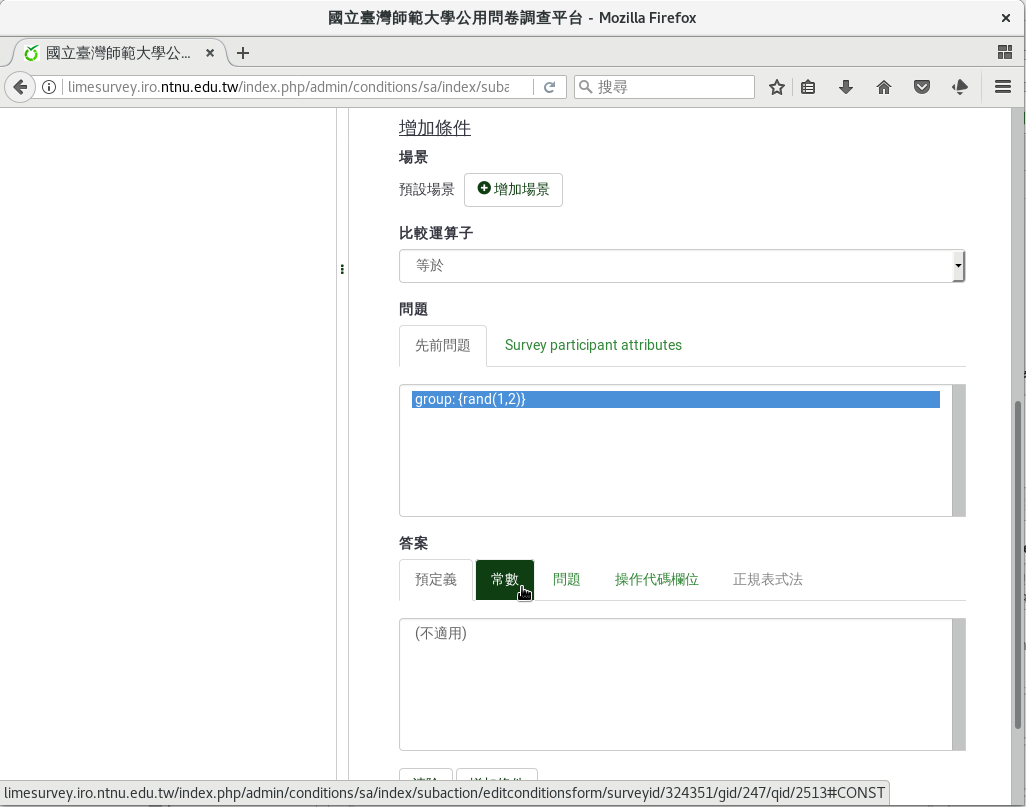 國立臺灣師範大學公用問卷調查平台 - Mozilla Firefox
國立臺灣師範大學公...
limesurvey.iro.ntnu.edu.tw/index.php/admin/conditions/sa/index/suba
搜尋
增加條件
場景
預設場景 增加場景
比較運算子
等於
問題
先前問題 Survey participant attributes
group: {rand(1,2)}
答案
預定義 常數 問題 操作代碼欄位 正規表式法
(不適用)
清除 增加條件
limesurvey.iro.ntnu.edu.tw/index.php/admin/conditions/sa/index/subaction/editconditionsform/surveyid/324351/gid/247/qid/2513#CONST